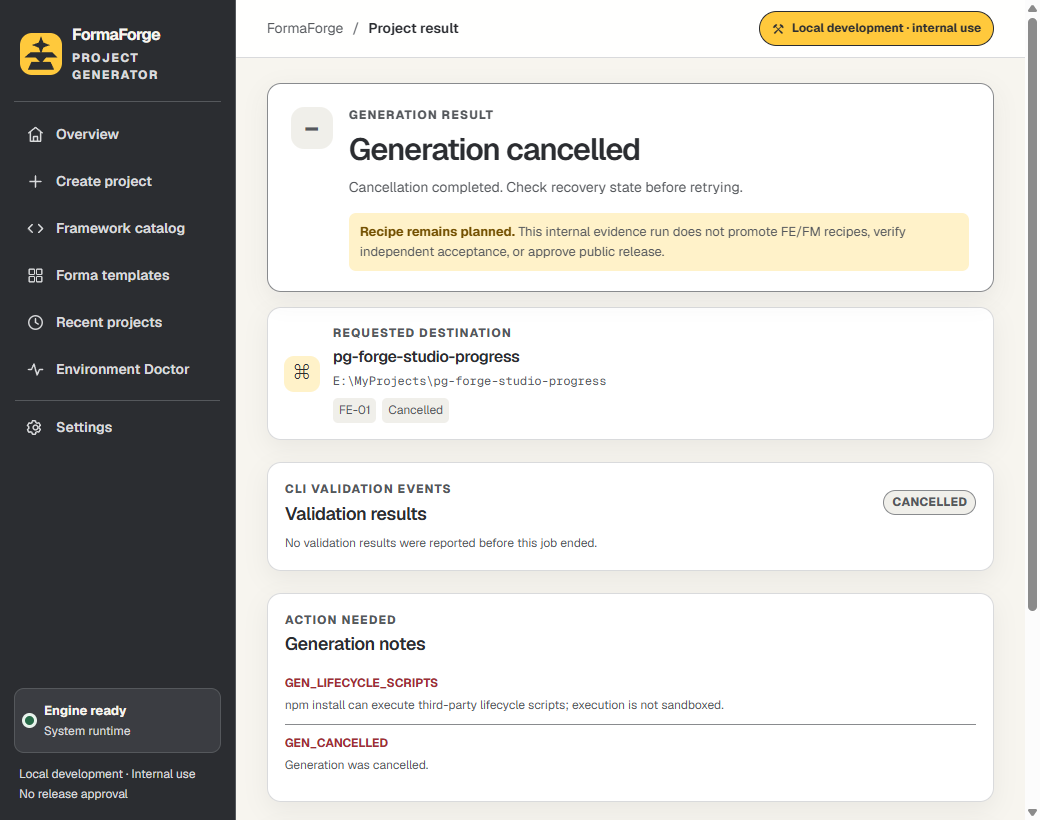 FormaForge
PROJECT
GENERATOR
Overview
Create project
Framework catalog
Forma templates
Recent projects
Environment Doctor
Settings
Engine ready
System runtime
Local development · Internal use
No release approval
FormaForge / Project result
Local development · internal use
GENERATION RESULT
Generation cancelled
Cancellation completed. Check recovery state before retrying.
Recipe remains planned. This internal evidence run does not promote FE/FM recipes, verify
independent acceptance, or approve public release.
REQUESTED DESTINATION
pg-forge-studio-progress
E:\MyProjects\pg-forge-studio-progress
FE-01 Cancelled
CLI VALIDATION EVENTS
Validation results
CANCELLED
No validation results were reported before this job ended.
ACTION NEEDED
Generation notes
GEN_LIFECYCLE_SCRIPTS
npm install can execute third-party lifecycle scripts; execution is not sandboxed.
GEN_CANCELLED
Generation was cancelled.